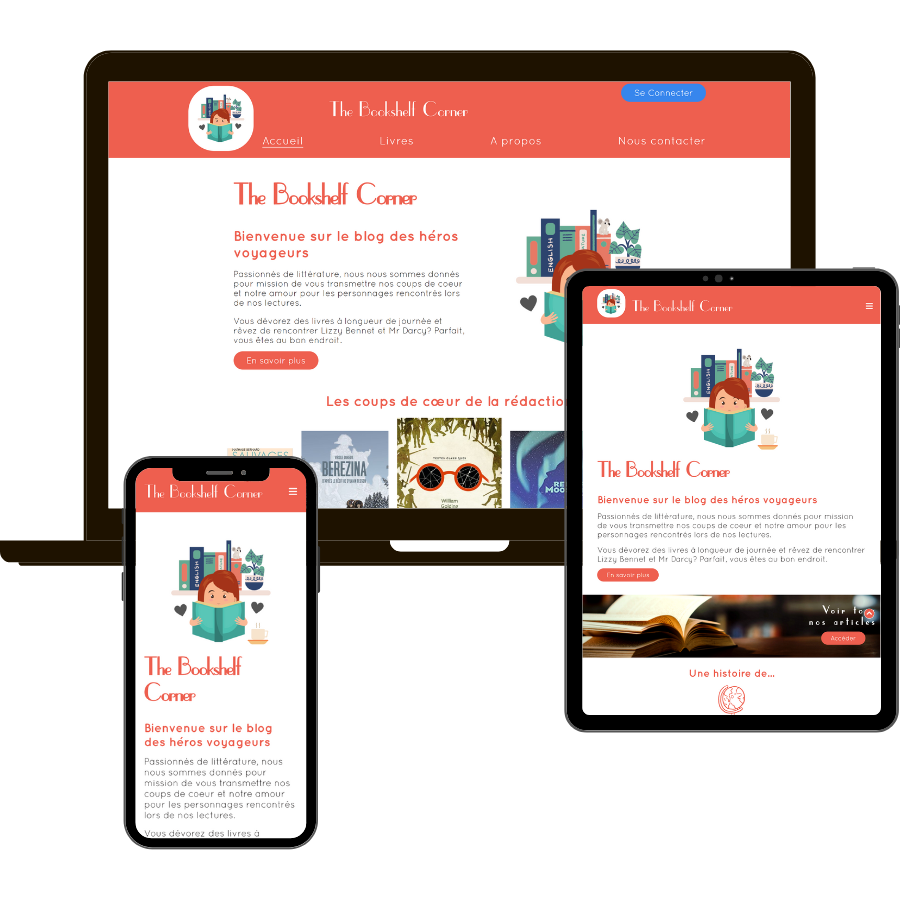 Se Connecter
The Bookshelf Corner
Accueil
Livres
A propos
Nous contacter
The Bookshelf Corner
Bienvenue sur le blog des héros
voyageurs
Passionnés de littérature, nous nous sommes donnés
pour mission de vous transmettre nos coups de coeur
et notre amour pour les personnages rencontrés lors
de nos lectures.
Vous dévorez des livres à longueur de journée et
rêvez de rencontrer Lizzy Bennet et Mr Darcy? Parfait,
vous êtes au bon endroit.
En savoir plus
ENGLISH
Les coups de cœur de la rédactio
SAUVAGES
BEREZINA
William
Golding
The Bookshelf Corner
ENGLISH
The Bookshelf Corner
Bienvenue sur le blog des héros voyageurs
Passionnés de littérature, nous nous sommes donnés pour mission
de vous transmettre nos coups de coeur et notre amour pour les
personnages rencontrés lors de nos lectures.
Vous dévorez des livres à longueur de journée et rêvez de rencontrer
Lizzy Bennet et Mr Darcy? Parfait, vous êtes au bon endroit.
En savoir plus
Voir to
nos articles
Accéder
Une histoire de...
The Bookshelf Corner
ENGLISH
The Bookshelf
Corner
Bienvenue sur le blog
des héros voyageurs
Passionnés de littérature, nous
nous sommes donnés pour
mission de vous transmettre nos
coups de coeur et notre amour
pour les personnages rencontrés
lors de nos lectures.
Vous dévorez des livres à